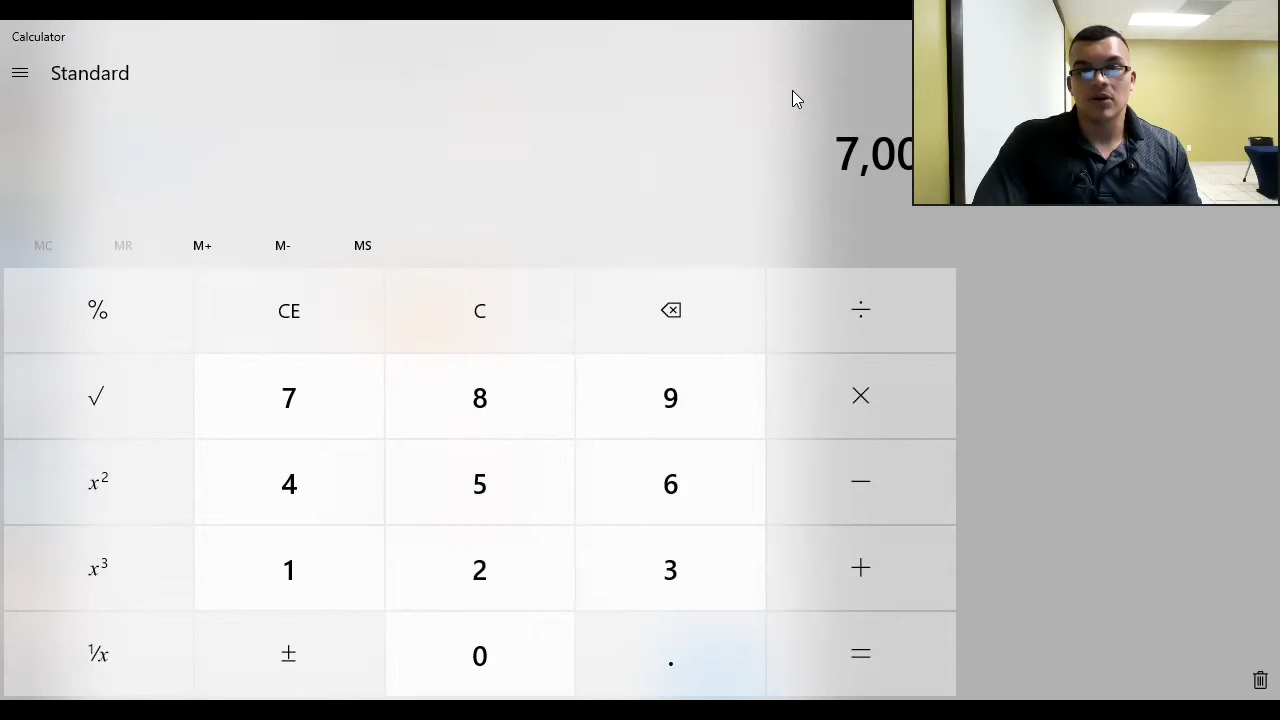 Calculator
Standard
7,00
MC MR M+ M- MS
% CE C ÷
√ 7 8 9 ×
x² 4 5 6 −
x³ 1 2 3 +
¹/x ± 0 . =